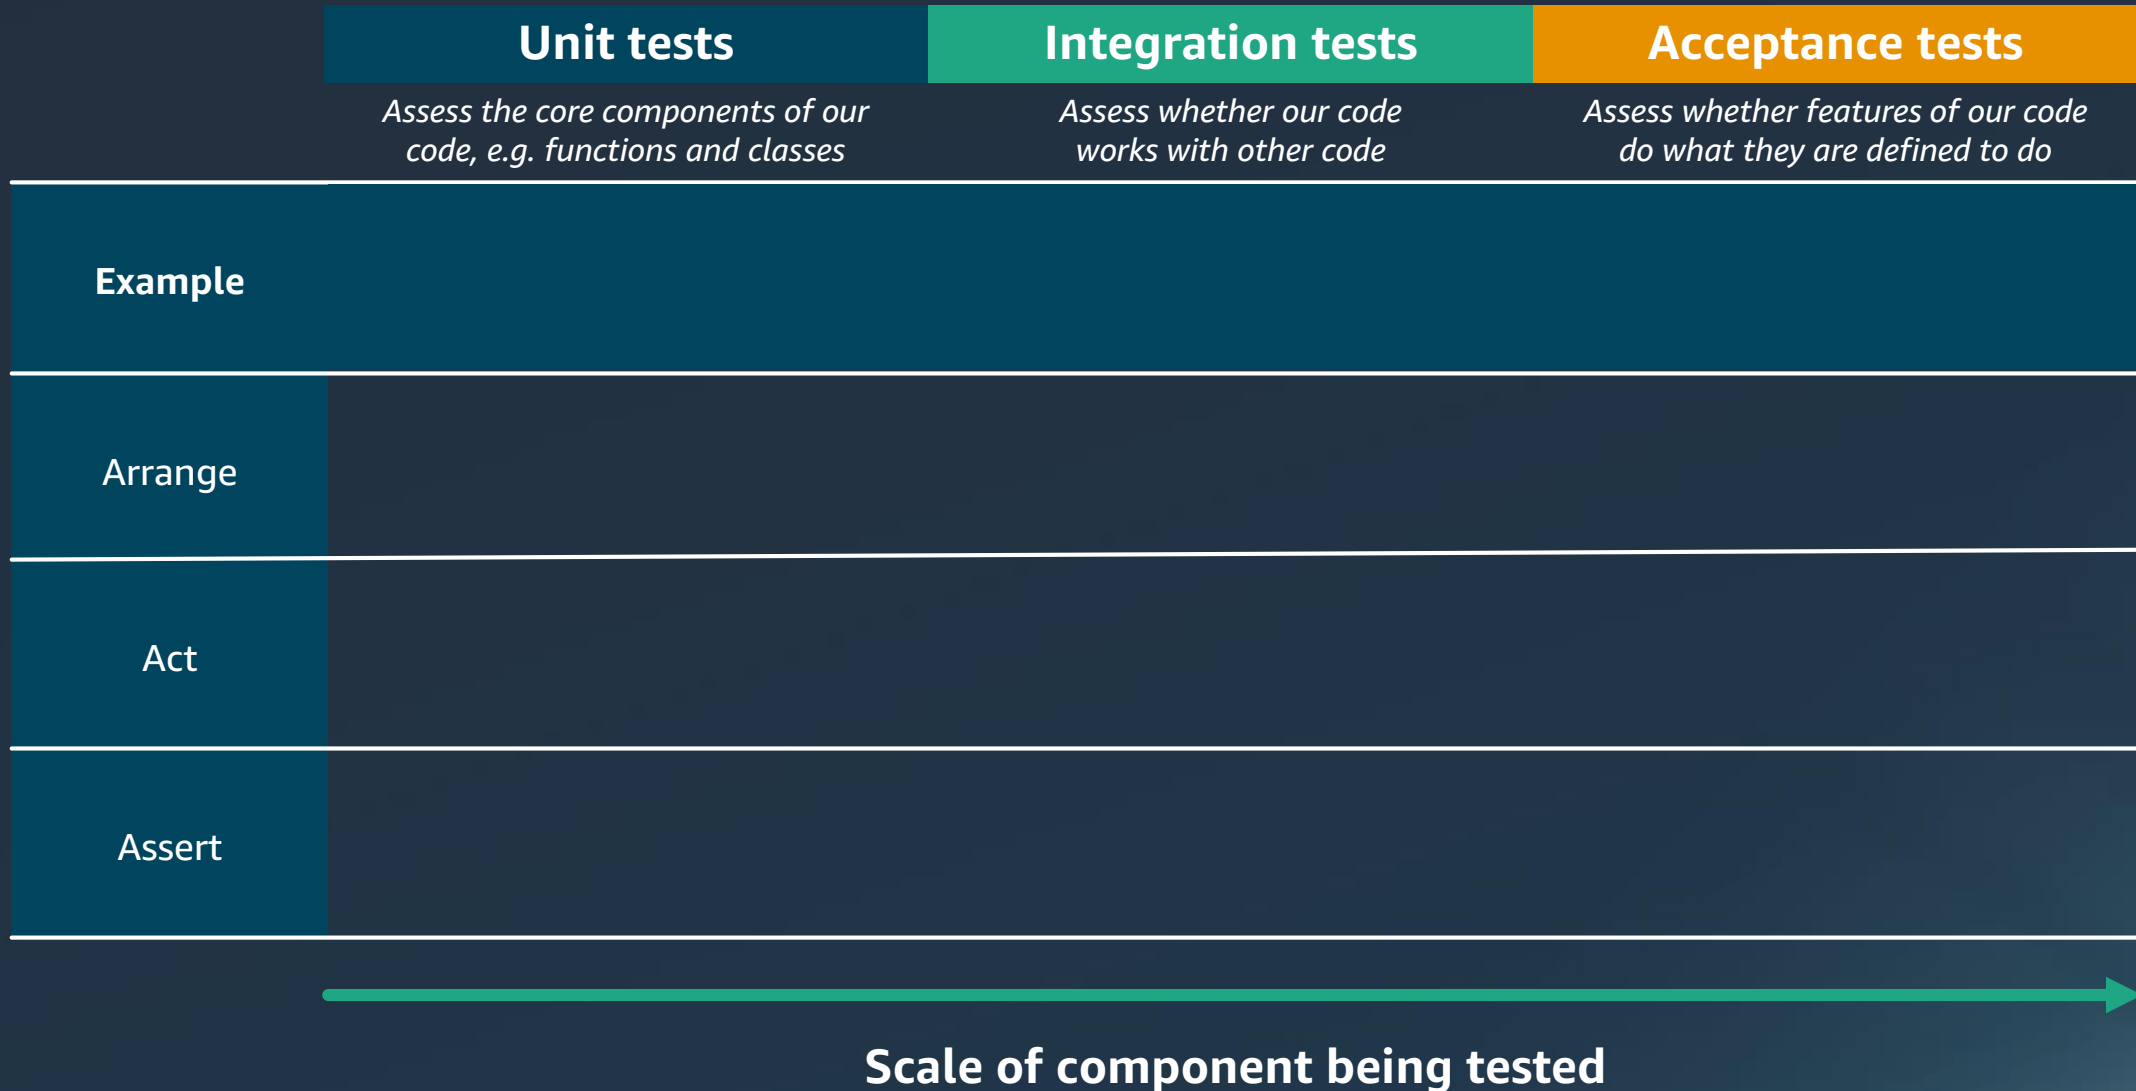 Unit tests
Integration tests
Acceptance tests
Assess the core components of our
code, e.g. functions and classes
Assess whether our code
works with other code
Assess whether features of our code
do what they are defined to do
Example
Arrange
Act
Assert
Scale of component being tested